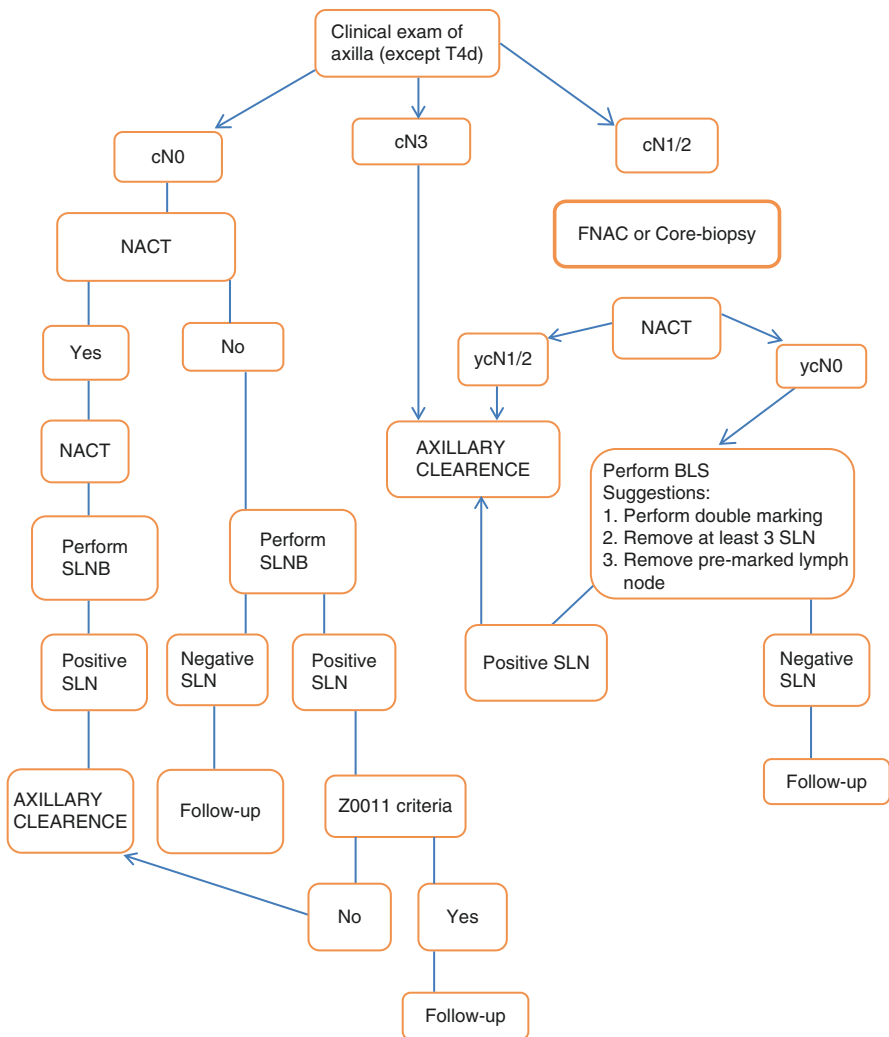 Clinical exam of
axilla (except T4d)
cN0
cN3
cN1/2
NACT
FNAC or Core-biopsy
NACT
Yes
No
ycN1/2
ycN0
NACT
AXILLARY
CLEARENCE
Perform BLS
Suggestions:
1. Perform double marking
2. Remove at least 3 SLN
3. Remove pre-marked lymph
node
Perform
SLNB
Perform
SLNB
Positive
SLN
Negative
SLN
Positive
SLN
Positive SLN
Negative
SLN
AXILLARY
CLEARENCE
Follow-up
Z0011 criteria
Follow-up
No
Yes
Follow-up